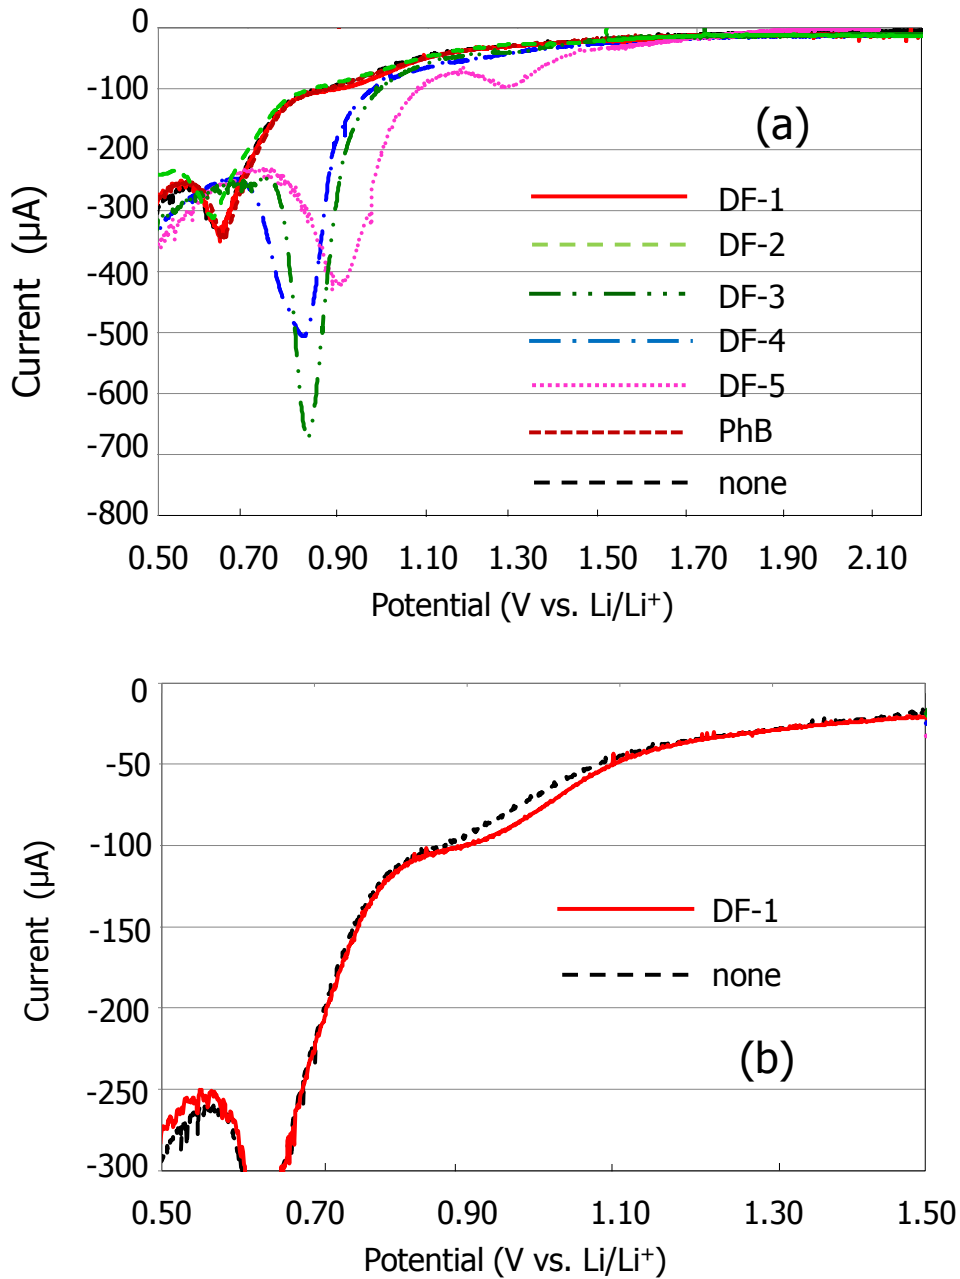 0
-100
-200
-300
-400
-500
-600
-700
-800
Current (µA)
(a)
DF-1
DF-2
DF-3
DF-4
DF-5
PhB
none
0.50 0.70 0.90 1.10 1.30 1.50 1.70 1.90 2.10
Potential (V vs. Li/Li⁺)
0
-50
-100
-150
-200
-250
-300
Current (µA)
DF-1
none
(b)
0.50 0.70 0.90 1.10 1.30 1.50
Potential (V vs. Li/Li⁺)